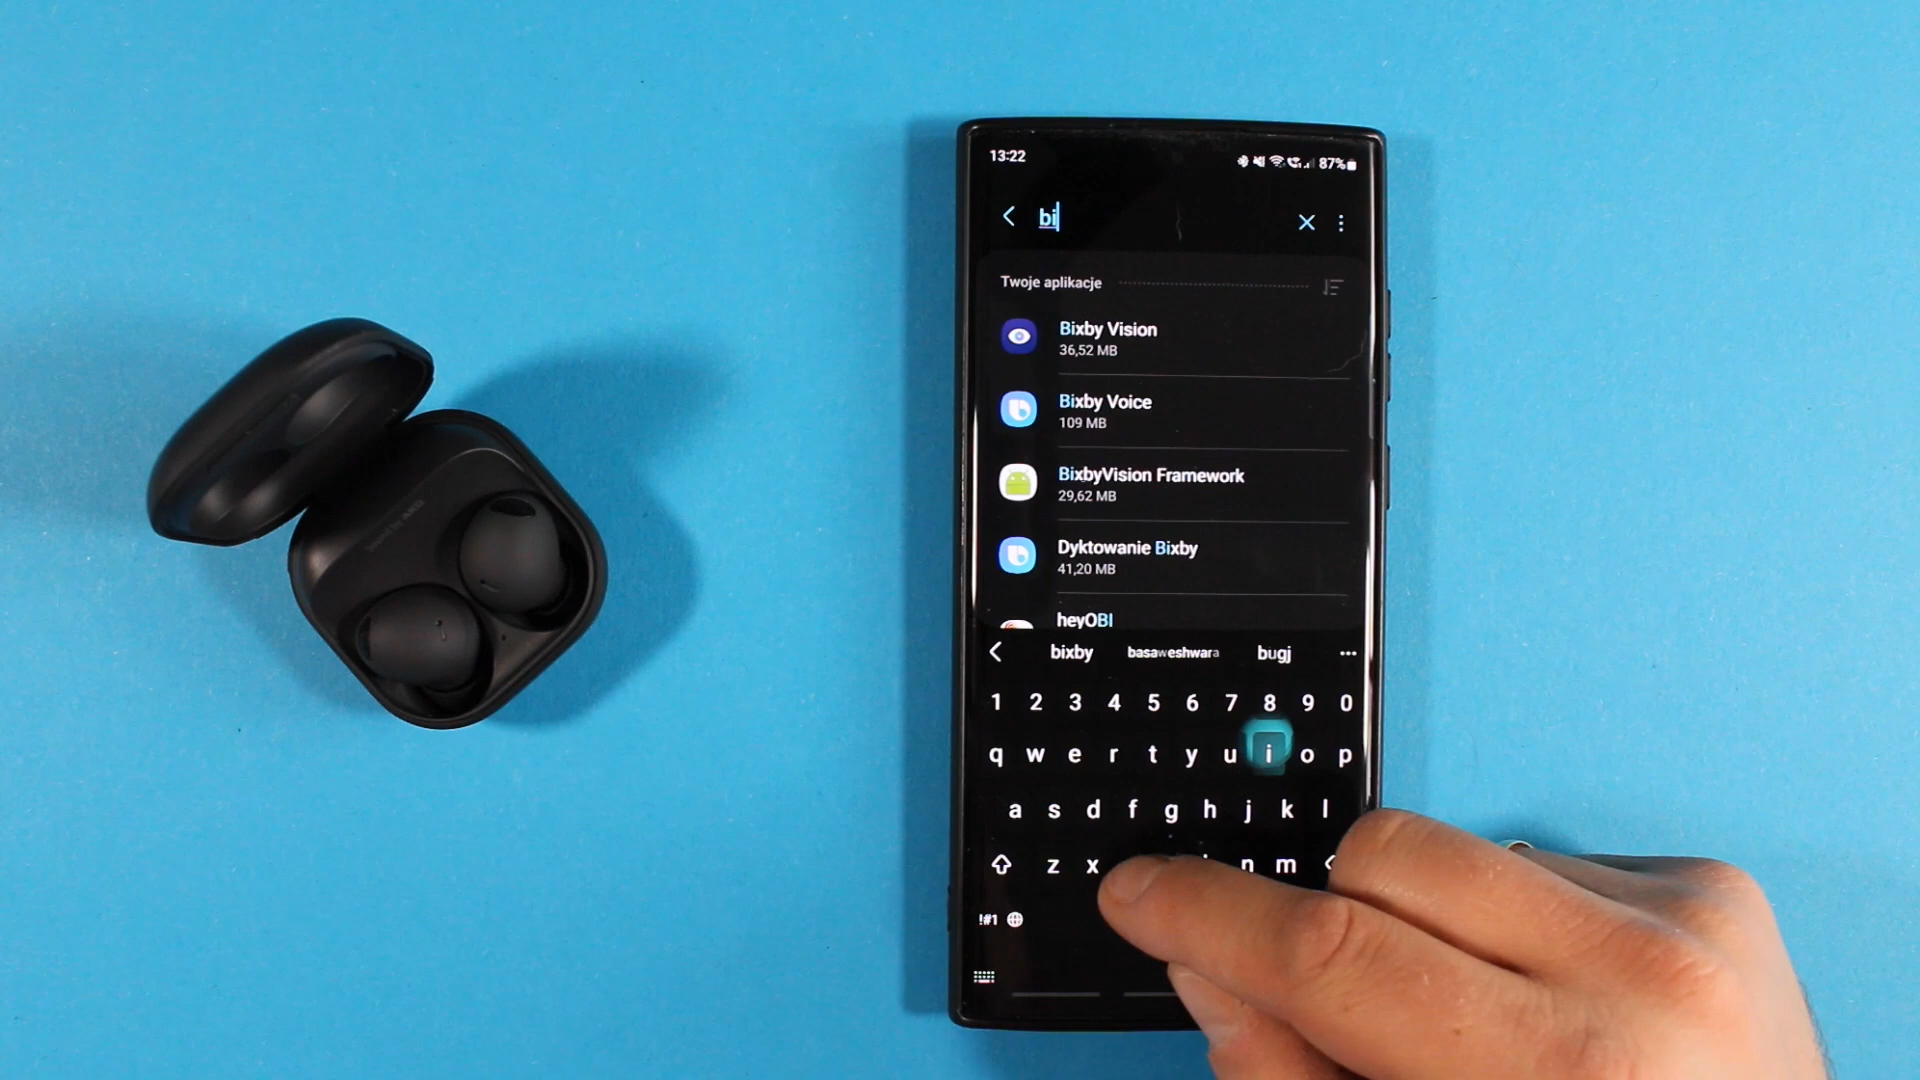 13:22
87%
bi
Twoje aplikacje
Bixby Vision
36,52 MB
Bixby Voice
109 MB
BixbyVision Framework
29,62 MB
Dyktowanie Bixby
41,20 MB
heyOBI
bixby basaweshwara bugj
1 2 3 4 5 6 7 8 9 0
q w e r t y u i o p
a s d f g h j k l
z x n m
!#1